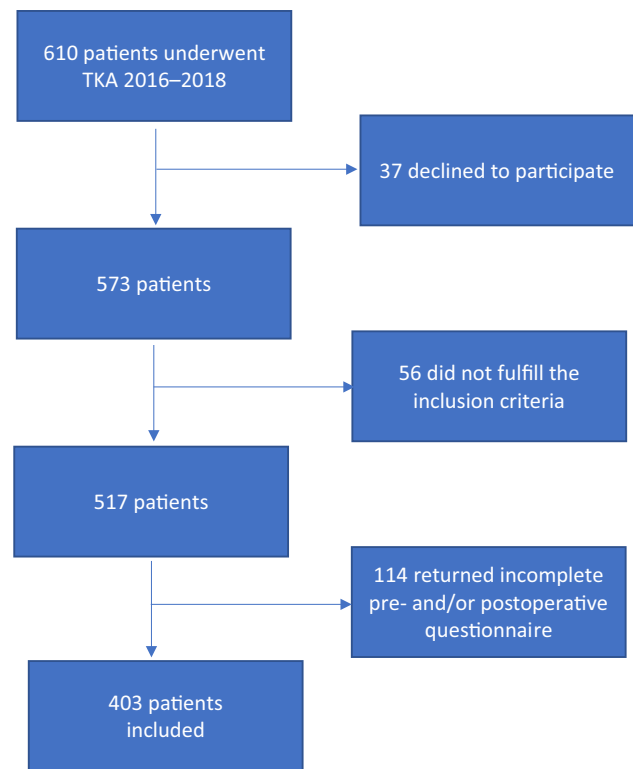 610 patients underwent
TKA 2016–2018
37 declined to participate
573 patients
56 did not fulfill the
inclusion criteria
517 patients
114 returned incomplete
pre- and/or postoperative
questionnaire
403 patients
included